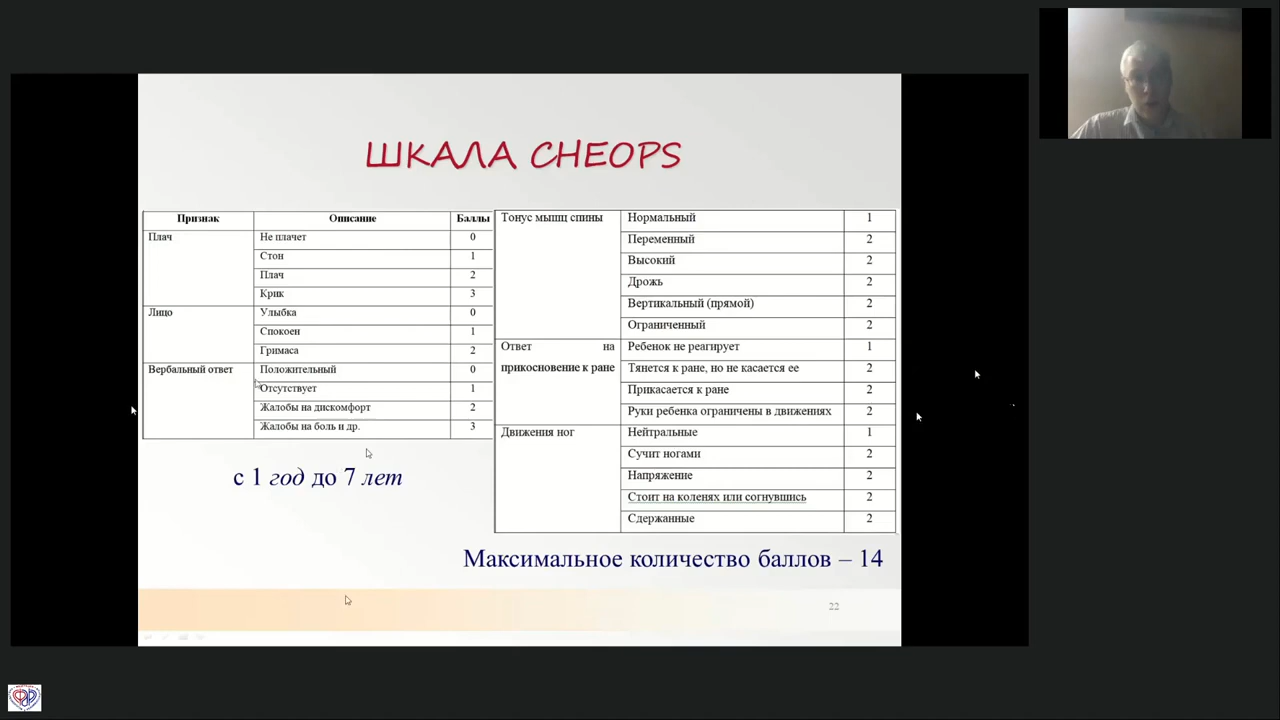 ШКАЛА CHEOPS
Признак Описание Баллы
Плач Не плачет 0
Стон 1
Плач 2
Крик 3
Лицо Улыбка 0
Спокоен 1
Гримаса 2
Вербальный ответ Положительный 0
Отсутствует 1
Жалобы на дискомфорт 2
Жалобы на боль и др. 3
Тонус мышц спины Нормальный 1
Переменный 2
Высокий 2
Дрожь 2
Вертикальный (прямой) 2
Ограниченный 2
Ответ на Ребенок не реагирует 1
прикосновение к ране Тянется к ране, но не касается ее 2
Прикасается к ране 2
Руки ребенка ограничены в движениях 2
Движения ног Нейтральные 1
Сучит ногами 2
Напряжение 2
Стоит на коленях или согнувшись 2
Сдержанные 2
с 1 год до 7 лет
Максимальное количество баллов – 14
22